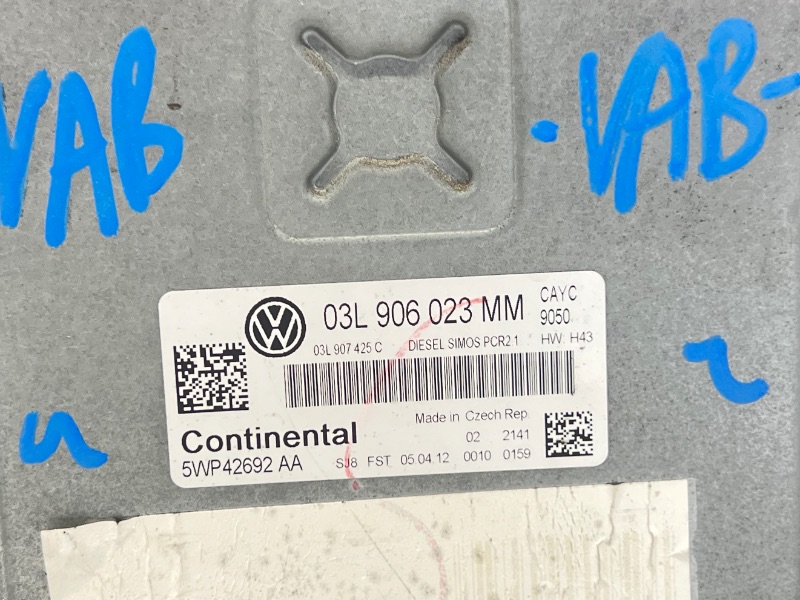 VAB
VAB
03L 906 023 MM
CAYC
9050
03L 907 425 C DIESEL SIMOS PCR2 1 HW: H43
Continental
Made in Czech Rep.
02 2141
5WP42692 AA SJ8 FST 05.04.12 0010 0159